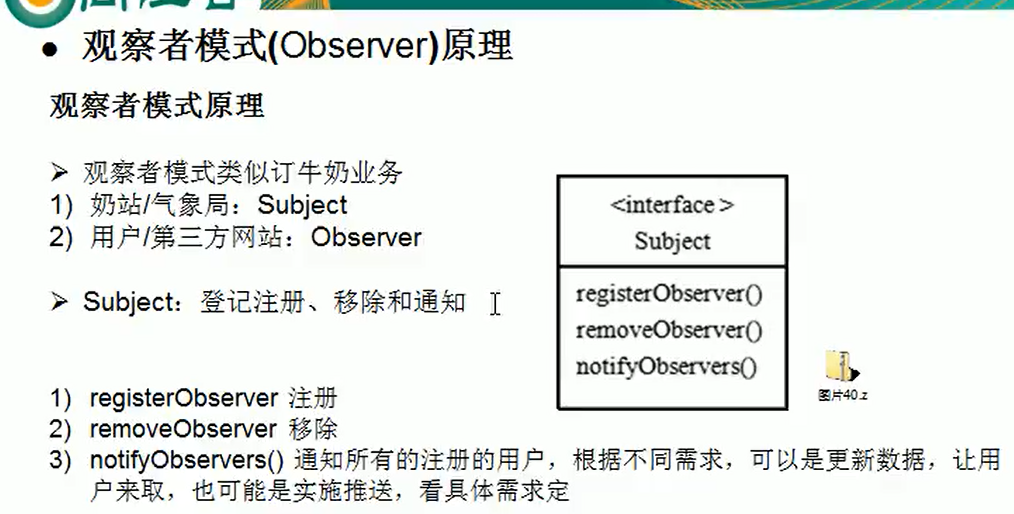 ● 观察者模式(Observer)原理
观察者模式原理
➢ 观察者模式类似订牛奶业务
1) 奶站/气象局：Subject
2) 用户/第三方网站：Observer
➢ Subject：登记注册、移除和通知
1) registerObserver 注册
2) removeObserver 移除
3) notifyObservers() 通知所有的注册的用户，根据不同需求，可以是更新数据，让用
户来取，也可能是实施推送，看具体需求定
<interface >
Subject
registerObserver()
removeObserver()
notifyObservers()
图片40.z